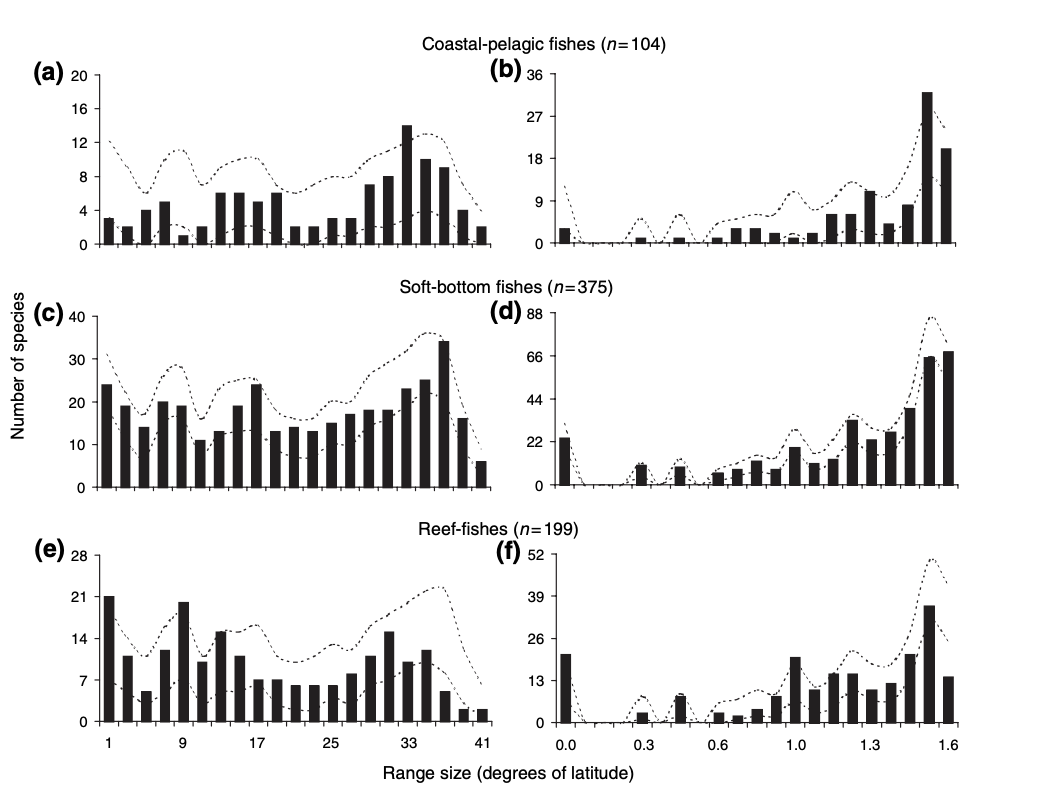 Coastal-pelagic fishes (n=104)
(a)
20
16
12
8
4
0
(b)
36
27
18
9
0
Soft-bottom fishes (n=375)
(c)
40
30
20
10
0
(d)
88
66
44
22
0
Number of species
Reef-fishes (n=199)
(e)
28
21
14
7
0
1 9 17 25 33 41
(f)
52
39
26
13
0
0.0 0.3 0.6 1.0 1.3 1.6
Range size (degrees of latitude)